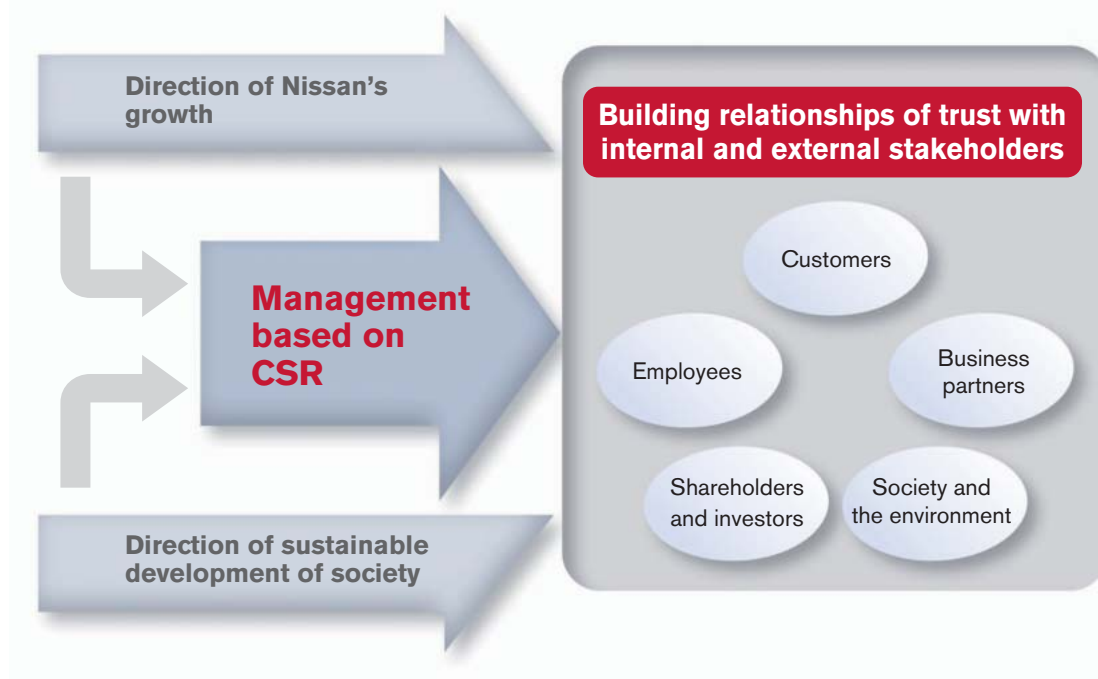 Direction of Nissan’s
growth
Building relationships of trust with
internal and external stakeholders
Customers
Management
based on
CSR
Employees
Business
partners
Shareholders
and investors
Society and
the environment
Direction of sustainable
development of society